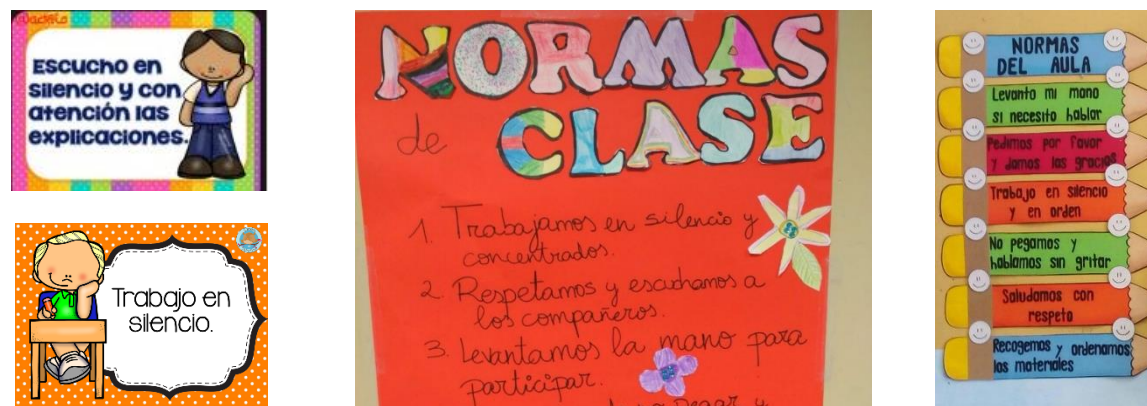 Escucho en
silencio y con
atención las
explicaciones.
Trabajo en
silencio.
NORMAS
de CLASE
1. Trabajamos en silencio y
concentrados.
2. Respetamos y escuchamos a
los compañeros.
3. Levantamos la mano para
participar.
pegar y
NORMAS
DEL AULA
Levanto mi mano
si necesito hablar
Pedimos por favor
y damos las gracias
Trabajo en silencio
y en orden
No pegamos y
hablamos sin gritar
Saludamos con
respeto
Recogemos y ordenamos
los materiales